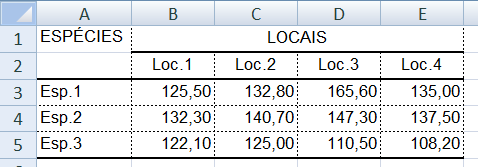 A B C D E
1 ESPÉCIES LOCAIS
2 Loc.1 Loc.2 Loc.3 Loc.4
3 Esp.1 125,50 132,80 165,60 135,00
4 Esp.2 132,30 140,70 147,30 137,50
5 Esp.3 122,10 125,00 110,50 108,20